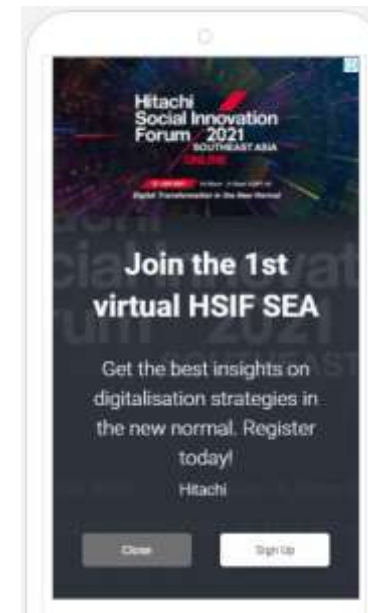 Hitachi
Social Innovation
Forum 2021
SOUTHEAST ASIA
ONLINE
Digital Transformation in the New Normal
Join the 1st
virtual HSIF SEA
Get the best insights on
digitalisation strategies in
the new normal. Register
today!
Hitachi
Close
Sign Up